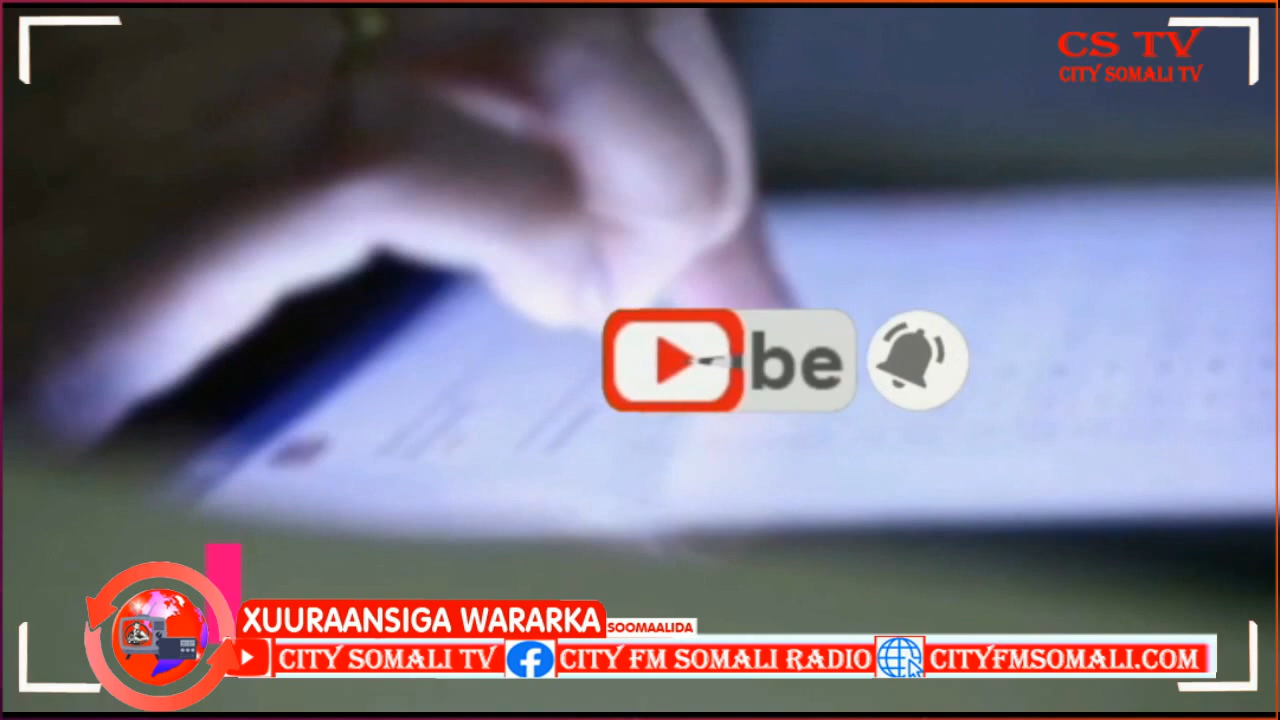 CS TV
CITY SOMALI TV
be
XUURAANSIGA WARARKA
SOOMAALIDA
CITY SOMALI TV
CITY FM SOMALI RADIO
CITYFMSOMALI.COM